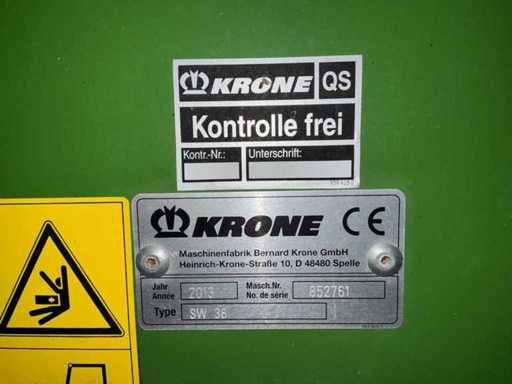 KRONE QS
Kontrolle frei
Kontr.-Nr.: Unterschrift:
KRONE CE
Maschinenfabrik Bernard Krone GmbH
Heinrich-Krone-Straße 10, D 48480 Spelle
Jahr Année 2013 Masch.Nr. No. de série 852761
Type SW 36